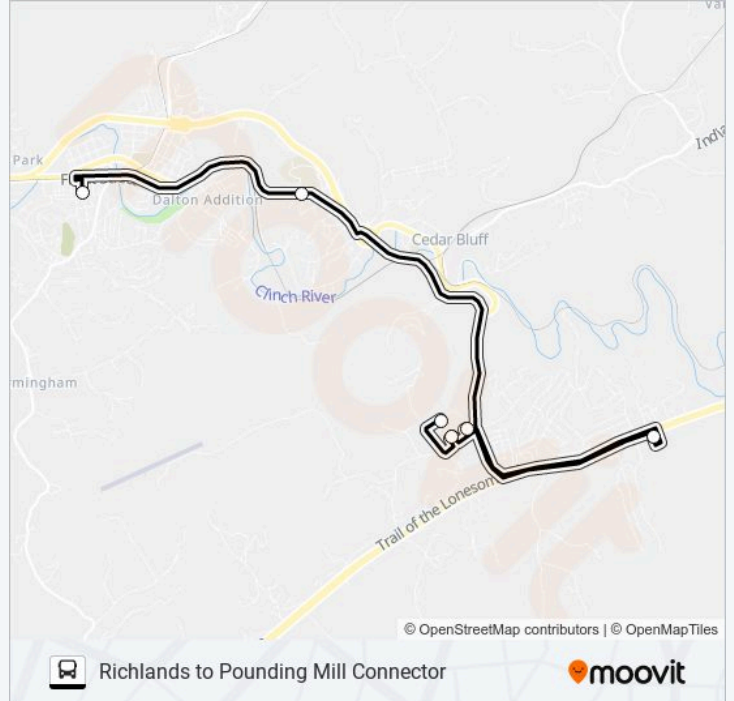 Park
Dalton Addition
Cedar Bluff
Clinch River
rmingham
Trail of the Lonesom
© OpenStreetMap contributors | © OpenMapTiles
Richlands to Pounding Mill Connector
moovit